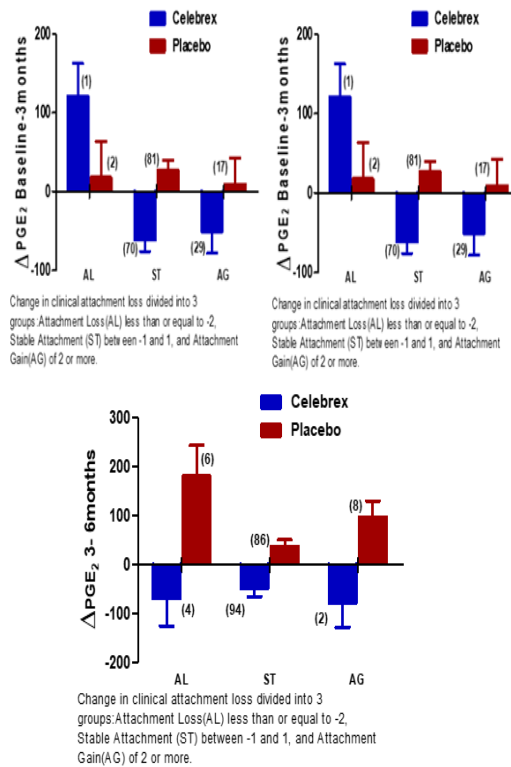 Celebrex
Placebo
200
100
0
-100
Δ PGE₂ Baseline-3months
(1)
(2)
(70)
(81)
(29)
(17)
AL
ST
AG
Change in clinical attachment loss divided into 3
groups:Attachment Loss(AL) less than or equal to -2,
Stable Attachment (ST) between -1 and 1, and Attachment
Gain(AG) of 2 or more.
Celebrex
Placebo
200
100
0
-100
Δ PGE₂ Baseline-3months
(1)
(2)
(70)
(81)
(29)
(17)
AL
ST
AG
Change in clinical attachment loss divided into 3
groups:Attachment Loss(AL) less than or equal to -2,
Stable Attachment (ST) between -1 and 1, and Attachment
Gain(AG) of 2 or more.
Celebrex
Placebo
300
200
100
0
-100
-200
ΔPGE₂ 3- 6months
(6)
(4)
(86)
(94)
(8)
(2)
AL
ST
AG
Change in clinical attachment loss divided into 3
groups:Attachment Loss(AL) less than or equal to -2,
Stable Attachment (ST) between -1 and 1, and Attachment
Gain(AG) of 2 or more.